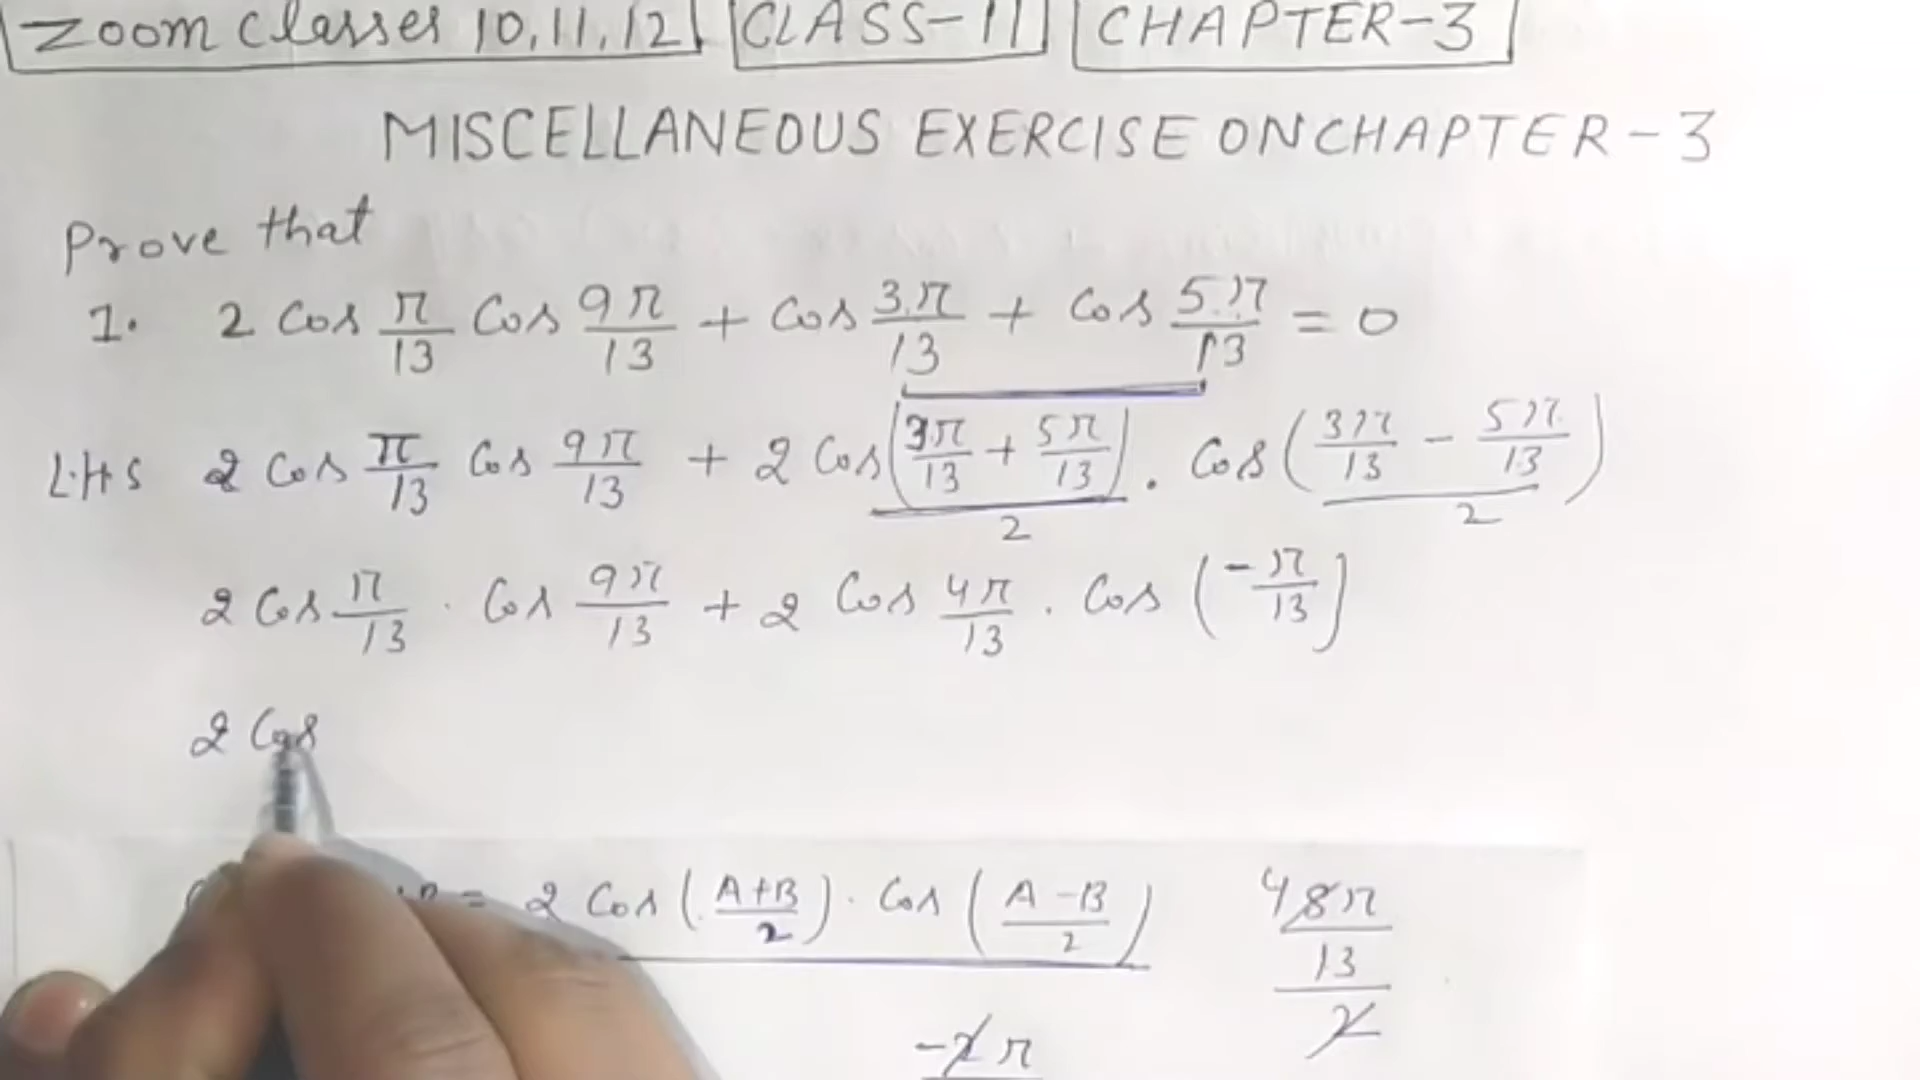 Zoom Classes 10,11,12 CLASS-11 CHAPTER-3
MISCELLANEOUS EXERCISE ON CHAPTER-3
Prove that
1. 2 Cos π/13 Cos 9π/13 + Cos 3π/13 + Cos 5π/13 = 0
L.H.S 2 Cos π/13 Cos 9π/13 + 2 Cos (3π/13 + 5π/13)/2 . Cos (3π/13 - 5π/13)/2
2 Cos π/13 . Cos 9π/13 + 2 Cos 4π/13 . Cos (-π/13)
2 Cos
= 2 Cos (A+B/2) . Cos (A-B/2)
4 8π/13/2
-2π